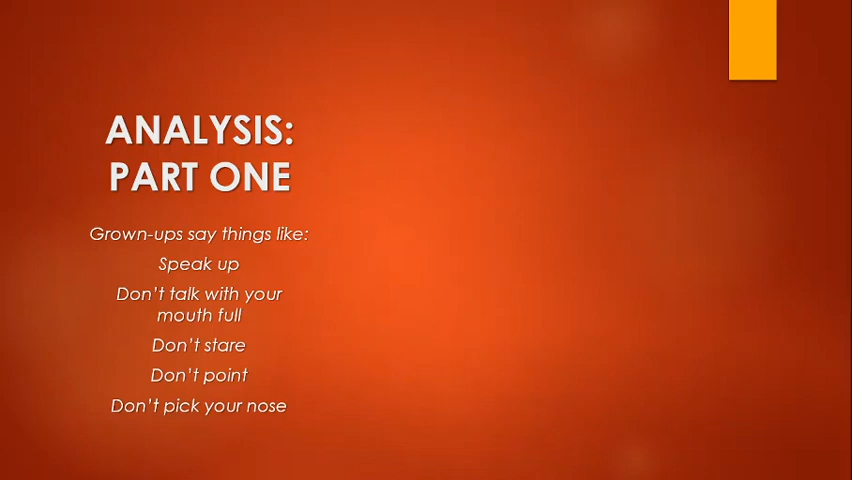 ANALYSIS:
PART ONE
Grown-ups say things like:
Speak up
Don’t talk with your
mouth full
Don’t stare
Don’t point
Don’t pick your nose